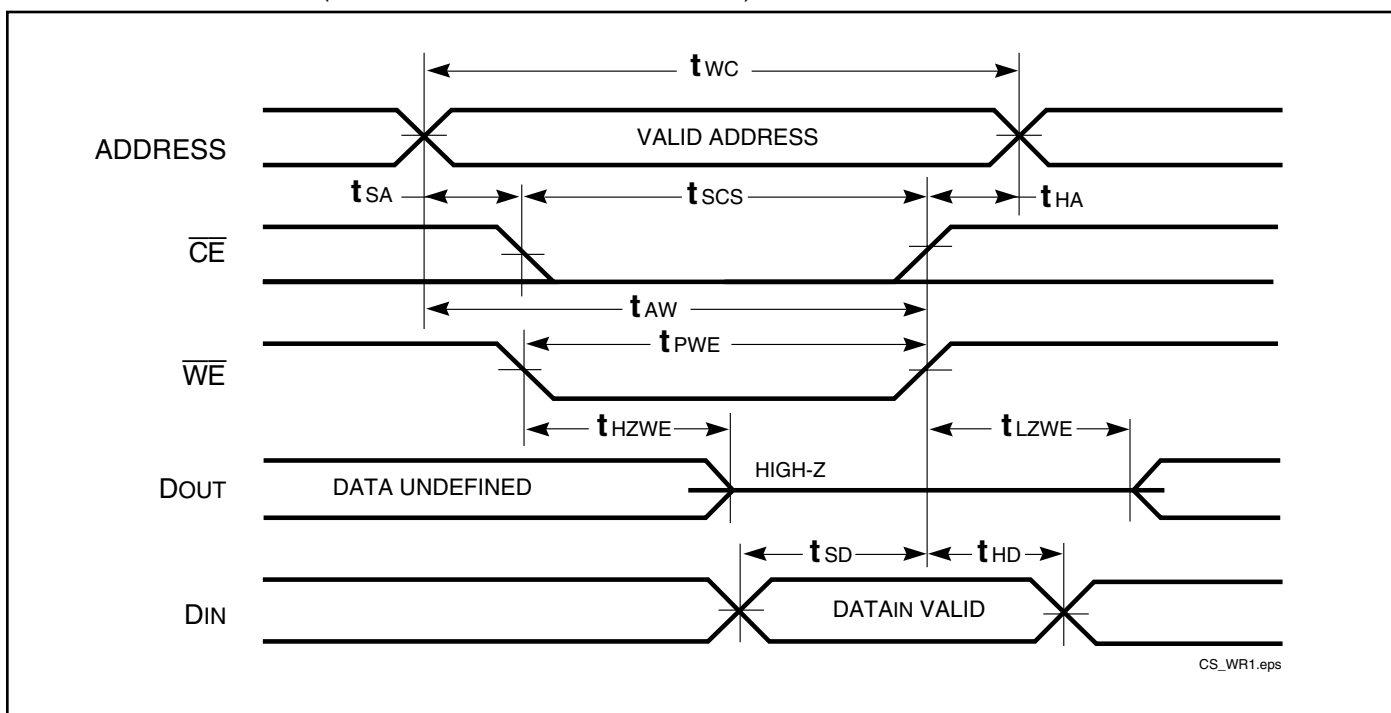 tWC
ADDRESS
VALID ADDRESS
tSA
tSCS
tHA
CE
tAW
tPWE
WE
tHZWE
tLZWE
DOUT
DATA UNDEFINED
HIGH-Z
tSD
tHD
DIN
DATAIN VALID
CS_WR1.eps